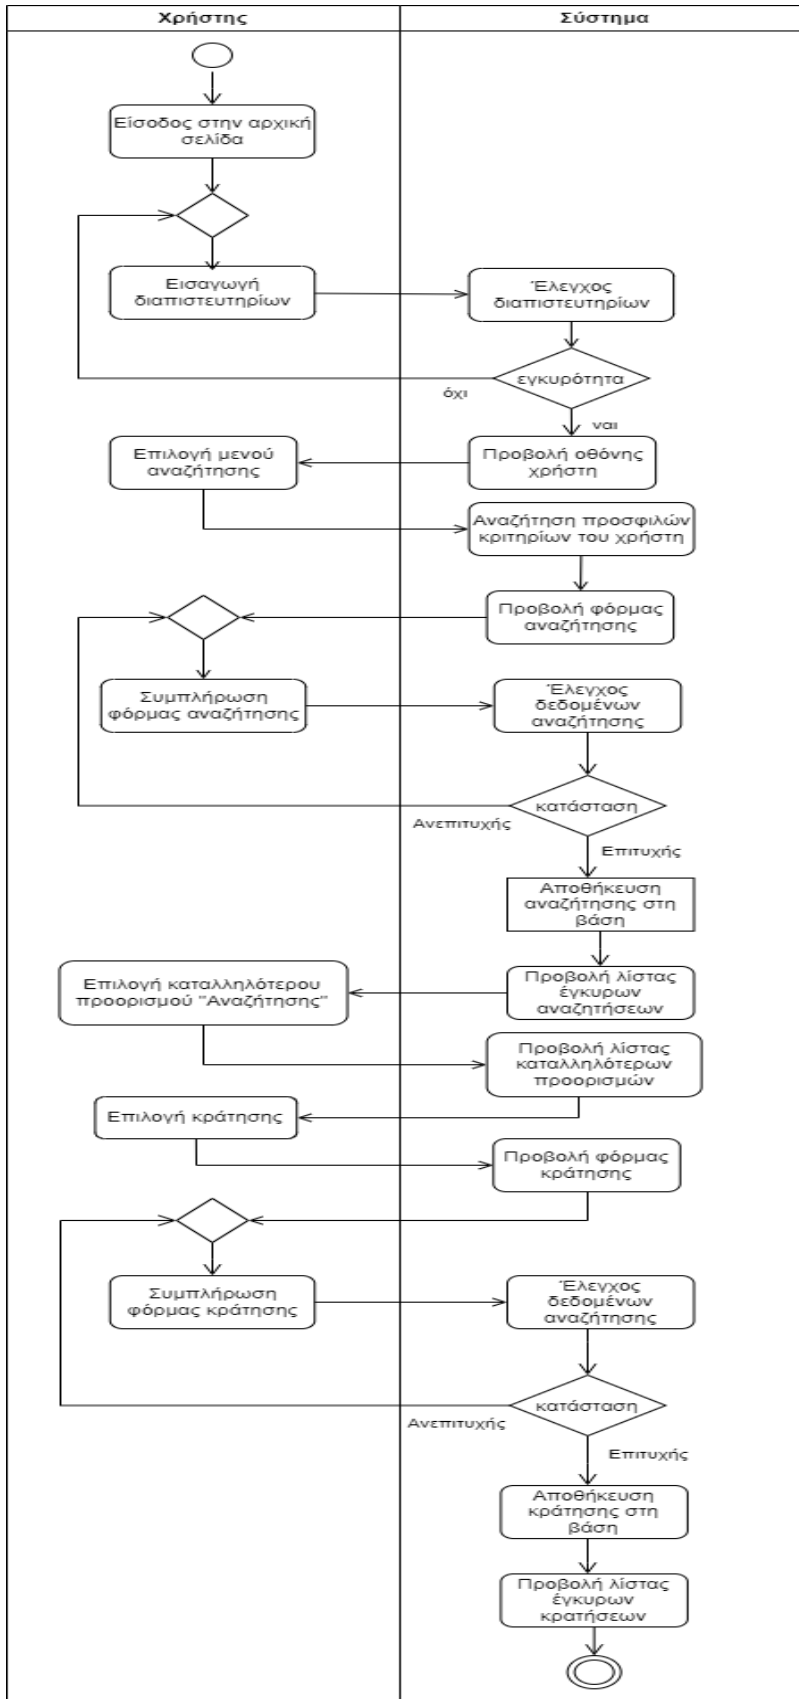 Χρήστης
Σύστημα
Είσοδος στην αρχική
σελίδα
Εισαγωγή
διαπιστευτηρίων
Έλεγχος
διαπιστευτηρίων
εγκυρότητα
όχι
ναι
Επιλογή μενού
αναζήτησης
Προβολή οθόνης
χρήστη
Αναζήτηση προσφιλών
κριτηρίων του χρήστη
Προβολή φόρμας
αναζήτησης
Συμπλήρωση
φόρμας αναζήτησης
Έλεγχος
δεδομένων
αναζήτησης
κατάσταση
Ανεπιτυχής
Επιτυχής
Αποθήκευση
αναζήτησης στη
βάση
Επιλογή καταλληλότερου
προορισμού "Αναζήτησης"
Προβολή λίστας
έγκυρων
αναζητήσεων
Προβολή λίστας
καταλληλότερων
προορισμών
Επιλογή κράτησης
Προβολή φόρμας
κράτησης
Συμπλήρωση
φόρμας κράτησης
Έλεγχος
δεδομένων
αναζήτησης
κατάσταση
Ανεπιτυχής
Επιτυχής
Αποθήκευση
κράτησης στη
βάση
Προβολή λίστας
έγκυρων
κρατήσεων